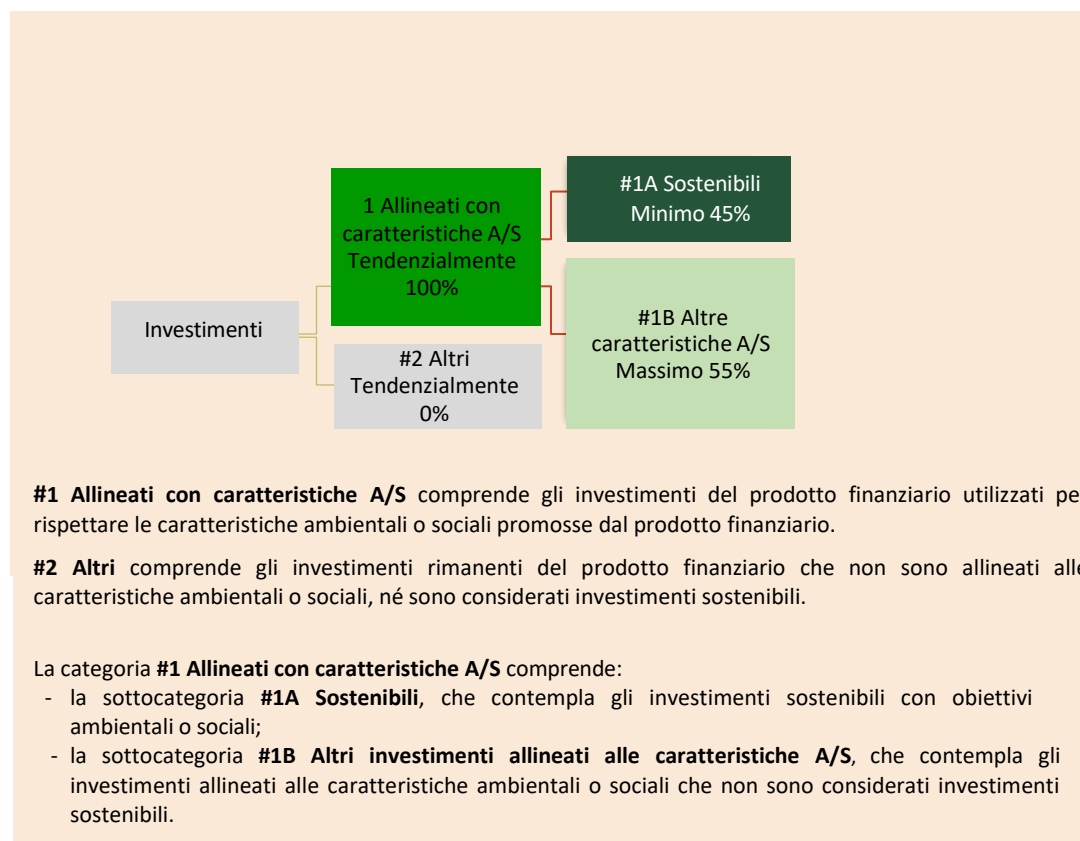 #1A Sostenibili
Minimo 45%
1 Allineati con
caratteristiche A/S
Tendenzialmente
100%
Investimenti
#1B Altre
caratteristiche A/S
Massimo 55%
#2 Altri
Tendenzialmente
0%
#1 Allineati con caratteristiche A/S comprende gli investimenti del prodotto finanziario utilizzati pe
rispettare le caratteristiche ambientali o sociali promosse dal prodotto finanziario.
#2 Altri comprende gli investimenti rimanenti del prodotto finanziario che non sono allineati alle
caratteristiche ambientali o sociali, né sono considerati investimenti sostenibili.
La categoria #1 Allineati con caratteristiche A/S comprende:
- la sottocategoria #1A Sostenibili, che contempla gli investimenti sostenibili con obiettivi
ambientali o sociali;
- la sottocategoria #1B Altri investimenti allineati alle caratteristiche A/S, che contempla gli
investimenti allineati alle caratteristiche ambientali o sociali che non sono considerati investimenti
sostenibili.